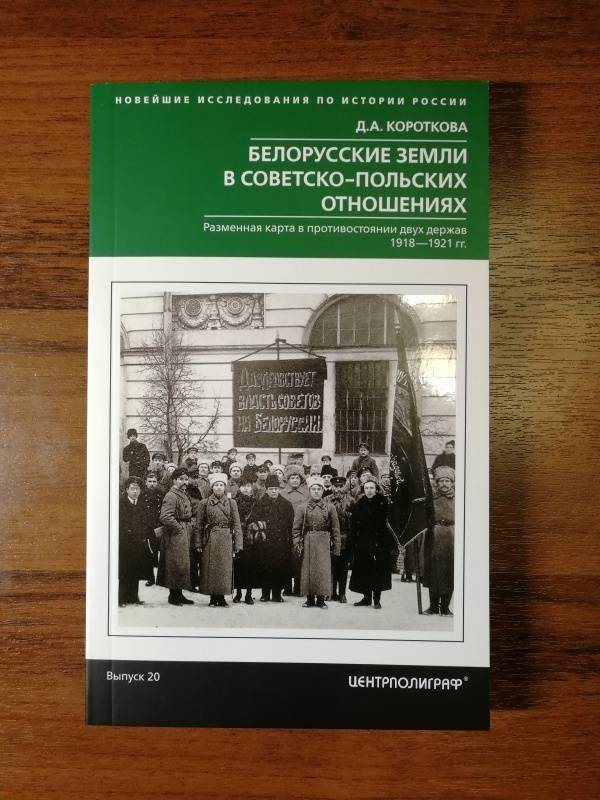 НОВЕЙШИЕ ИССЛЕДОВАНИЯ ПО ИСТОРИИ РОССИИ
Д.А. КОРОТКОВА
БЕЛОРУССКИЕ ЗЕМЛИ
В СОВЕТСКО–ПОЛЬСКИХ
ОТНОШЕНИЯХ
Разменная карта в противостоянии двух держав
1918—1921 гг.
ДА ЗДРАВСТВУЕТ
ВЛАСТЬ СОВЕТОВ
НА БЕЛОРУССИИ
Выпуск 20
ЦЕНТРПОЛИГРАФ®